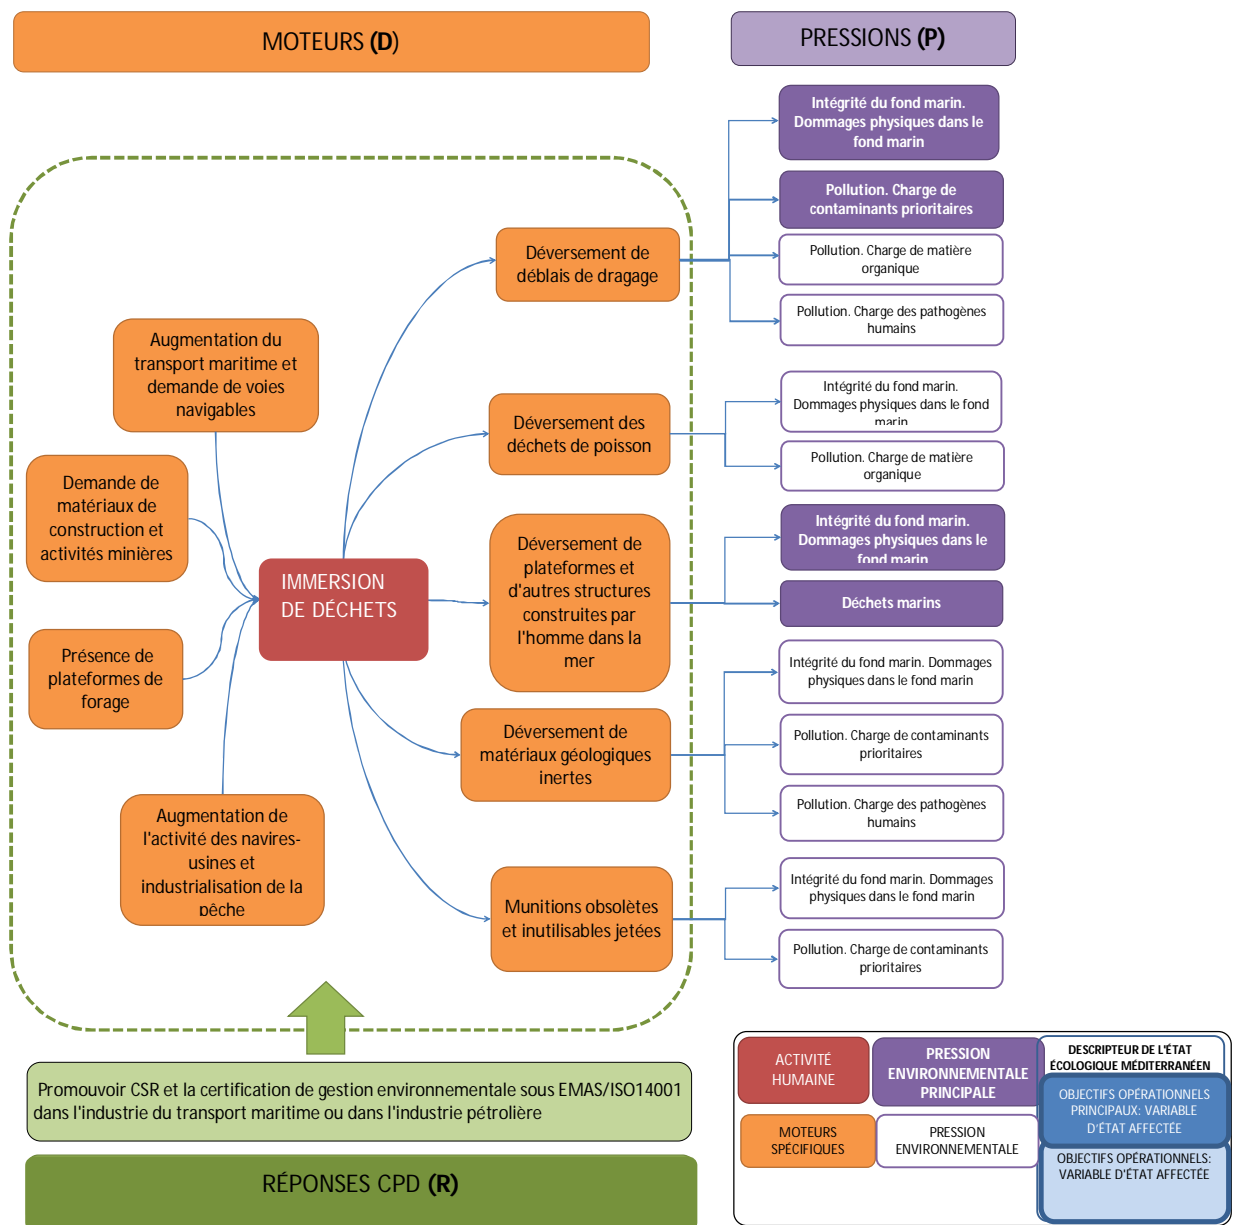 MOTEURS (D)
PRESSIONS (P)
Intégrité du fond marin.
Dommages physiques dans le
fond marin
Pollution. Charge de
contaminants prioritaires
Déversement de
déblais de dragage
Pollution. Charge de matière
organique
Pollution. Charge des pathogènes
humains
Augmentation du
transport maritime et
demande de voies
navigables
Intégrité du fond marin.
Dommages physique dans le fond
marin
Déversement des
déchets de poisson
Pollution. Charge de matière
organique
Demande de
matériaux de
construction et
activités minières
Intégrité du fond marin.
Dommages physiques dans le
fond marin
Déversement de
plateformes et
d'autres structures
construites par
l'homme dans la
mer
IMMERSION
DE DÉCHETS
Déchets marins
Présence de
plateformes de
forage
Intégrité du fond marin. Dommages
physiques dans le fond marin
Déversement de
matériaux géologiques
inertes
Pollution. Charge de contaminants
prioritaires
Pollution. Charge des pathogènes
humains
Augmentation de
l'activité des navires-
usines et
industrialisation de la
pêche
Intégrité du fond marin. Dommages
physiques dans le fond marin
Munitions obsolètes
et inutilisables jetées
Pollution. Charge de contaminants
prioritaires
Promouvoir CSR et la certification de gestion environnementale sous EMAS/ISO14001
dans l'industrie du transport maritime ou dans l'industrie pétrolière
RÉPONSES CPD (R)
ACTIVITÉ
HUMAINE
PRESSION
ENVIRONNEMENTALE
PRINCIPALE
DESCRIPTEUR DE L'ÉTAT
ÉCOLOGIQUE MÉDITERRANÉEN
OBJECTIFS OPÉRATIONNELS
PRINCIPAUX: VARIABLE
D'ÉTAT AFFECTÉE
MOTEURS
SPÉCIFIQUES
PRESSION
ENVIRONNEMENTALE
OBJECTIFS OPÉRATIONNELS:
VARIABLE D'ÉTAT AFFECTÉE